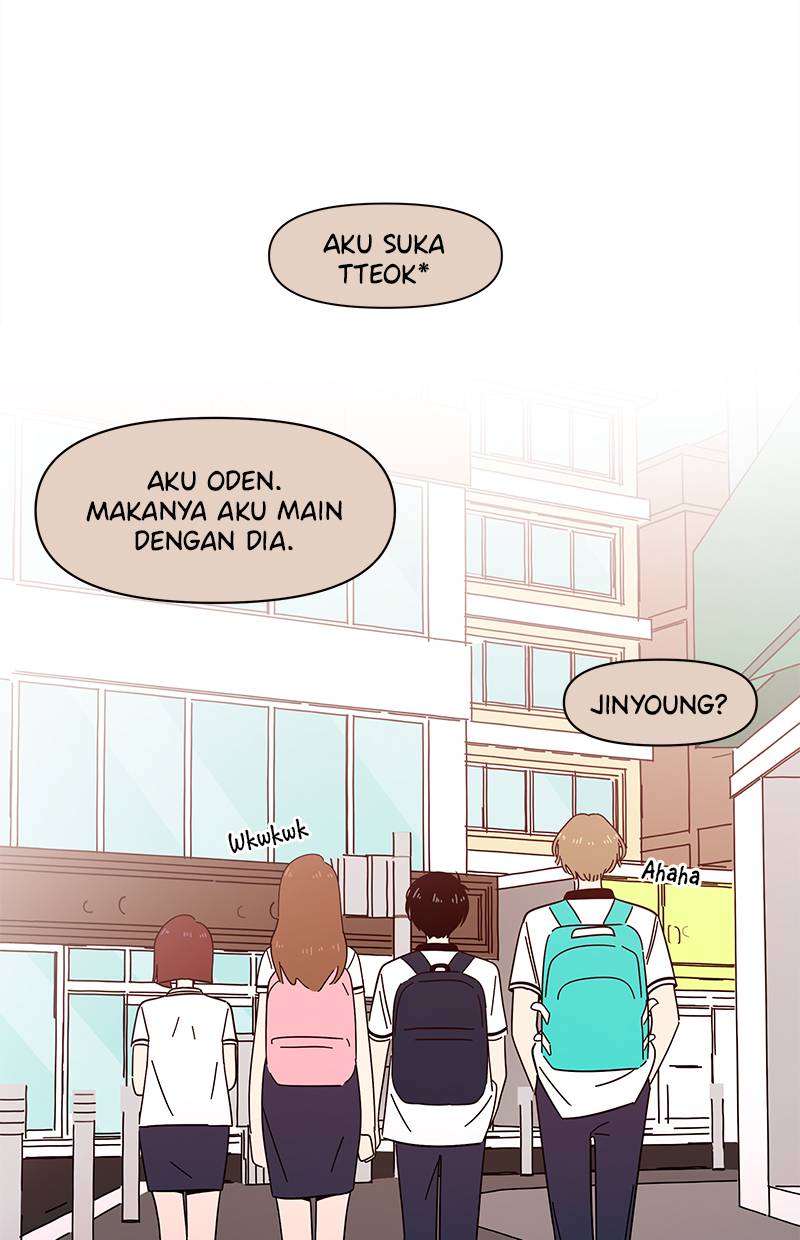 AKU SUKA
TTEOK*
AKU ODEN.
MAKANYA AKU MAIN
DENGAN DIA.
JINYOUNG?
Wkwkwk
Ahaha